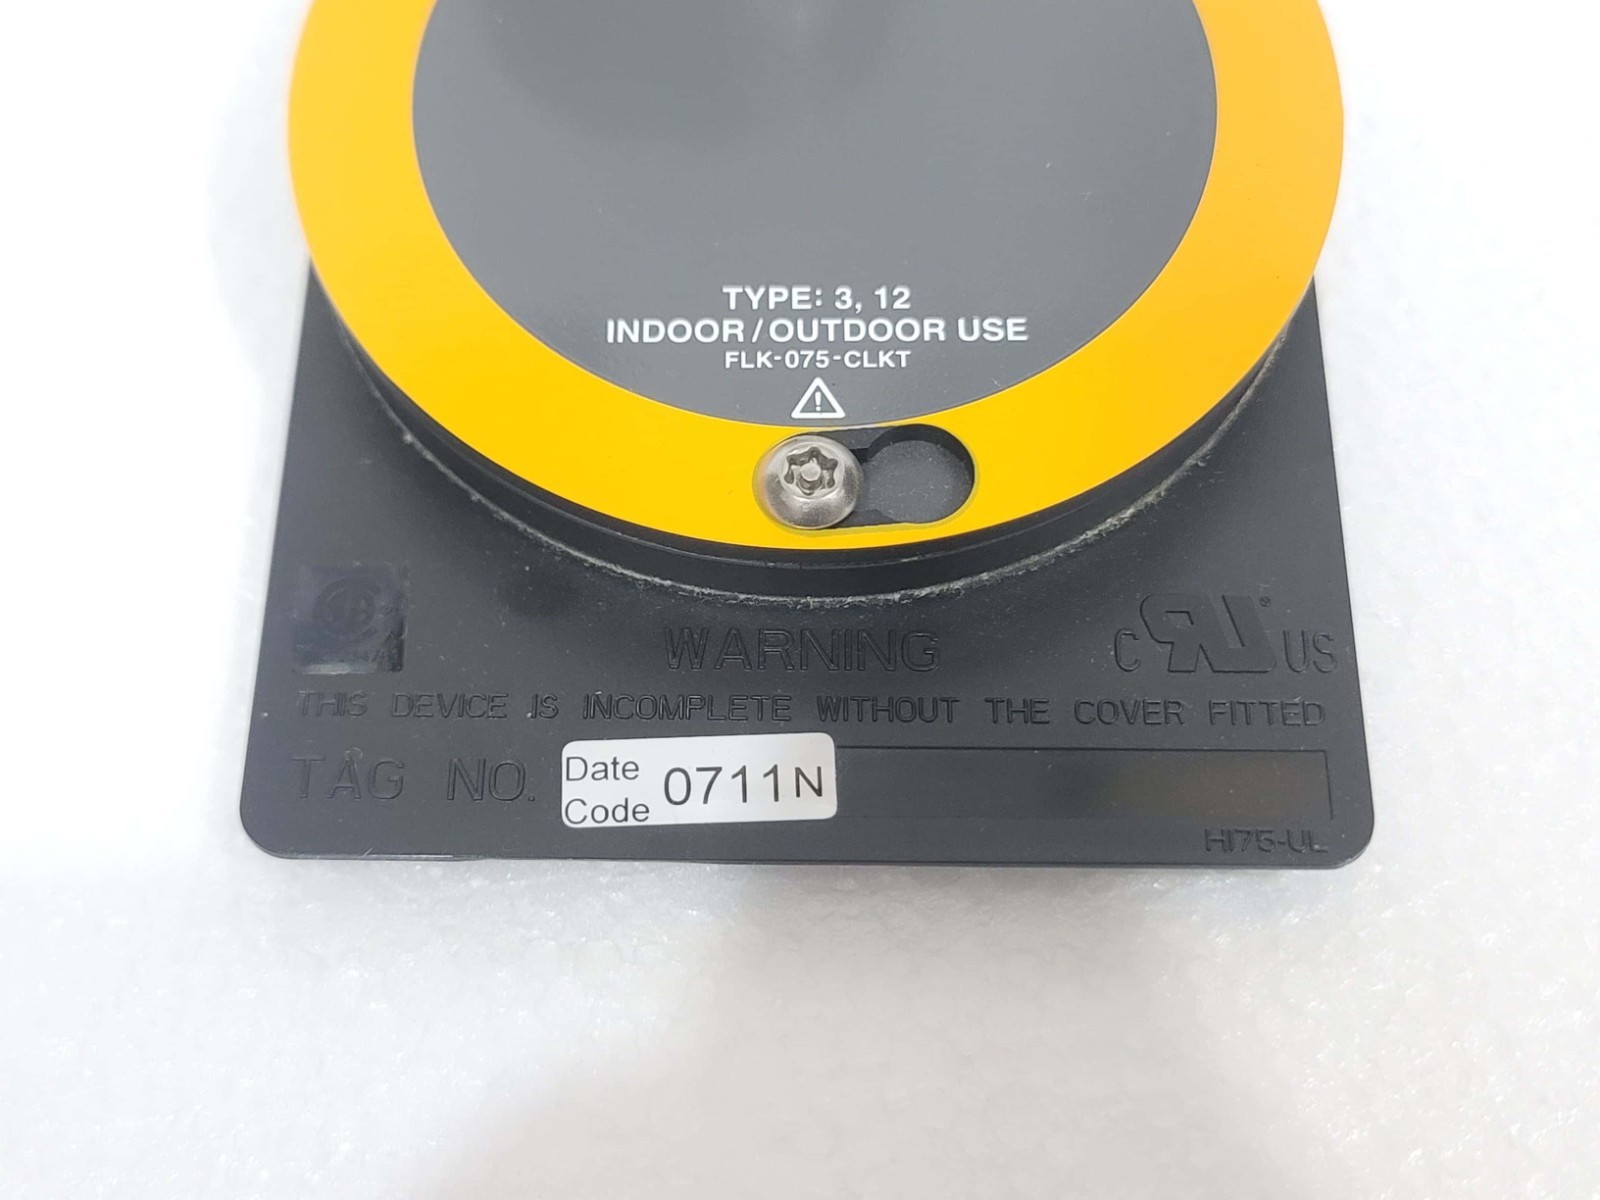 TYPE: 3, 12
INDOOR/OUTDOOR USE
FLK-075-CLKT
WARNING
C RU® US
THIS DEVICE IS INCOMPLETE WITHOUT THE COVER FITTED
TAG NO.
Date
Code 0711N
HI75-UL